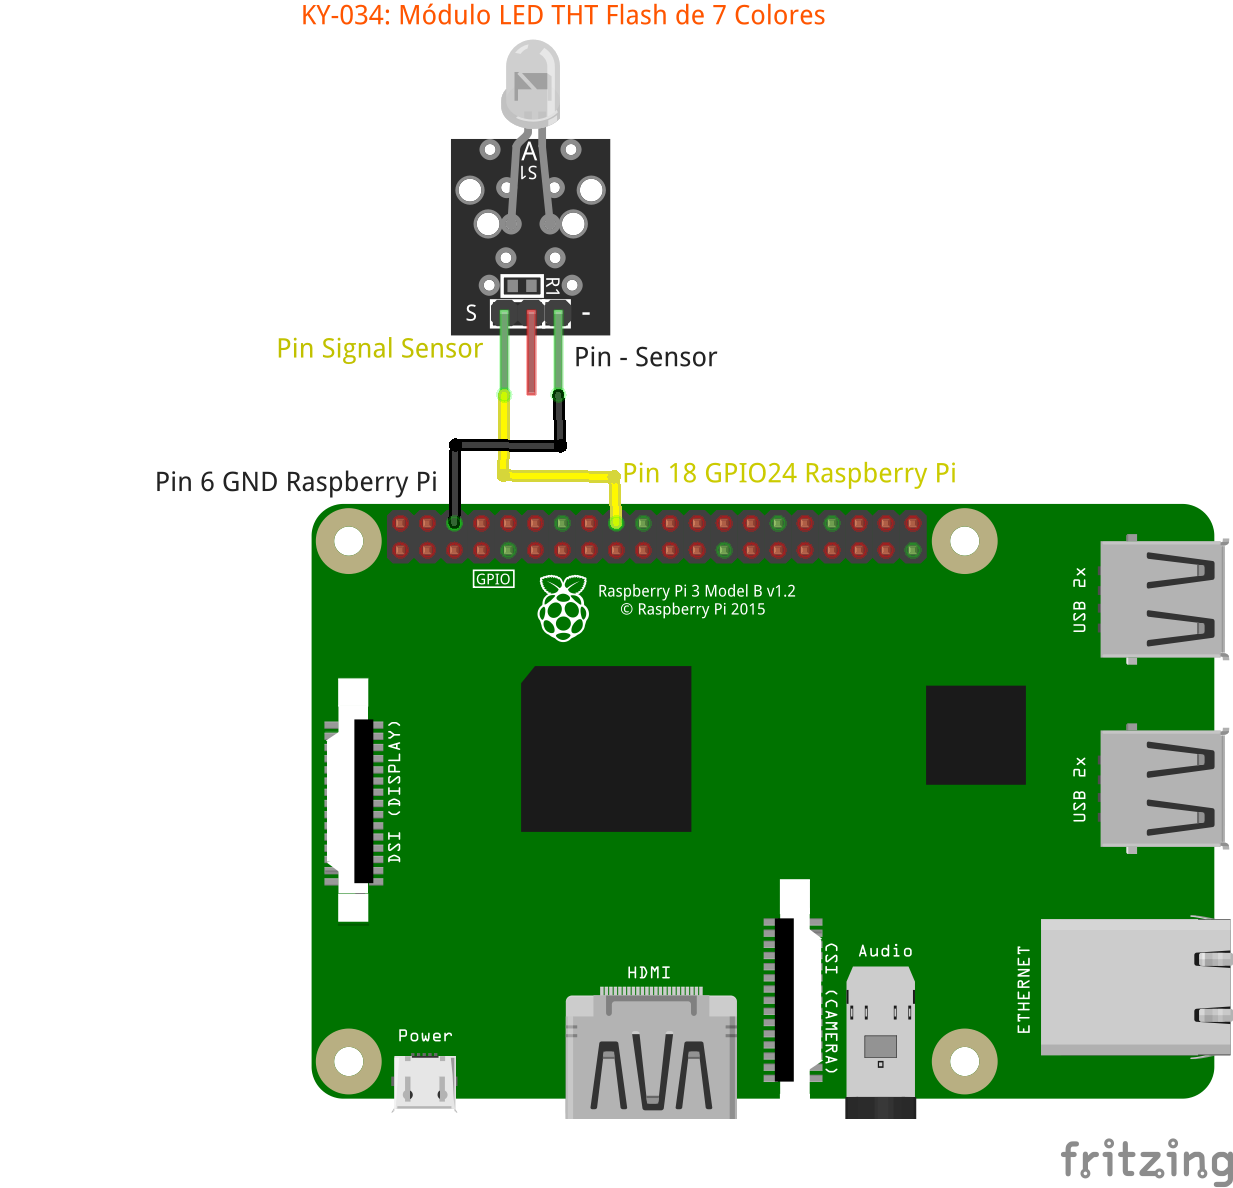 KY-034: Módulo LED THT Flash de 7 Colores
A
S1
R1
S
-
Pin Signal Sensor
Pin - Sensor
Pin 6 GND Raspberry Pi
Pin 18 GPIO24 Raspberry Pi
GPIO
Raspberry Pi 3 Model B v1.2
© Raspberry Pi 2015
USB 2x
DSI (DISPLAY)
USB 2x
CSI (CAMERA)
Audio
ETHERNET
HDMI
Power
fritzing